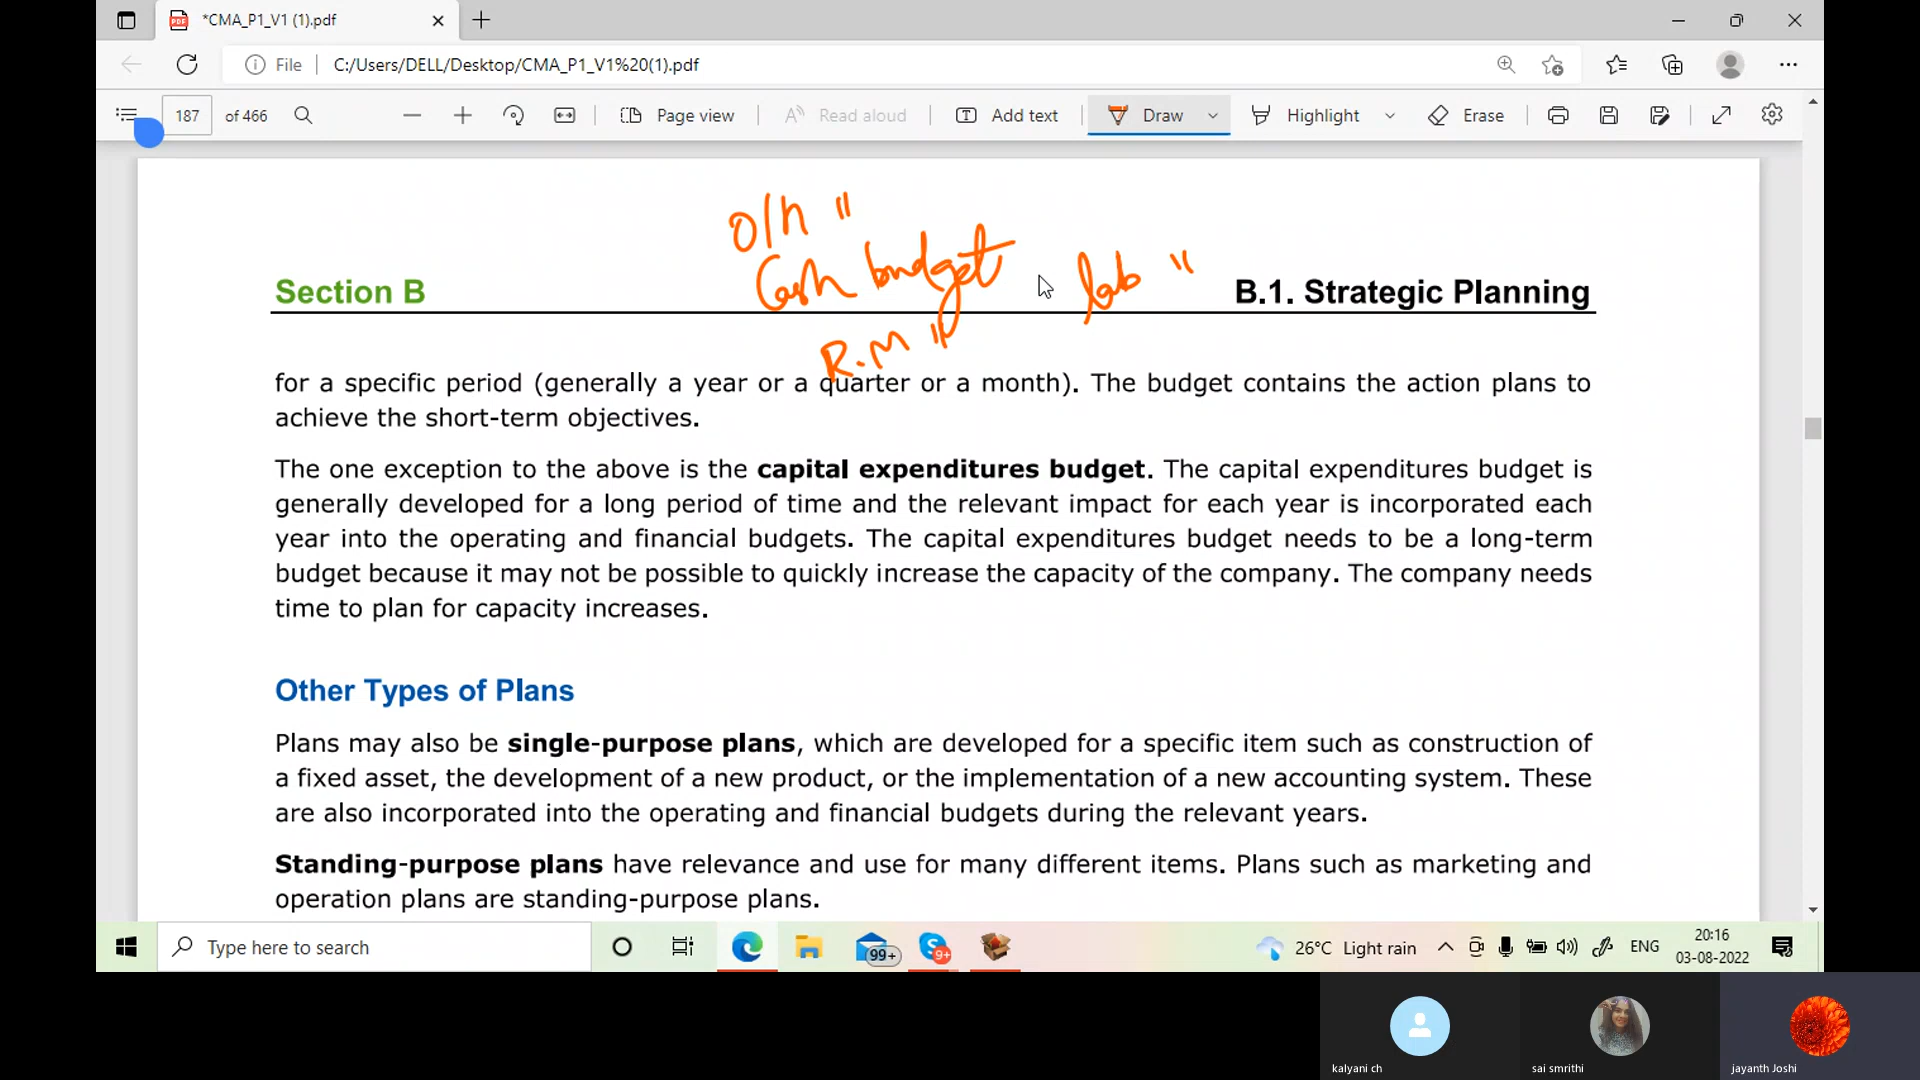 *CMA_P1_V1 (1).pdf
File C:/Users/DELL/Desktop/CMA_P1_V1%20(1).pdf
187 of 466 Page view Read aloud Add text Draw Highlight Erase
O/h "
Cash budget lab "
Section B B.1. Strategic Planning
R.M "
for a specific period (generally a year or a quarter or a month). The budget contains the action plans to
achieve the short-term objectives.
The one exception to the above is the capital expenditures budget. The capital expenditures budget is
generally developed for a long period of time and the relevant impact for each year is incorporated each
year into the operating and financial budgets. The capital expenditures budget needs to be a long-term
budget because it may not be possible to quickly increase the capacity of the company. The company needs
time to plan for capacity increases.
Other Types of Plans
Plans may also be single-purpose plans, which are developed for a specific item such as construction of
a fixed asset, the development of a new product, or the implementation of a new accounting system. These
are also incorporated into the operating and financial budgets during the relevant years.
Standing-purpose plans have relevance and use for many different items. Plans such as marketing and
operation plans are standing-purpose plans.
Type here to search 99+ 9+ 26°C Light rain ENG 20:16
03-08-2022
kalyani ch sai smrithi jayanth Joshi